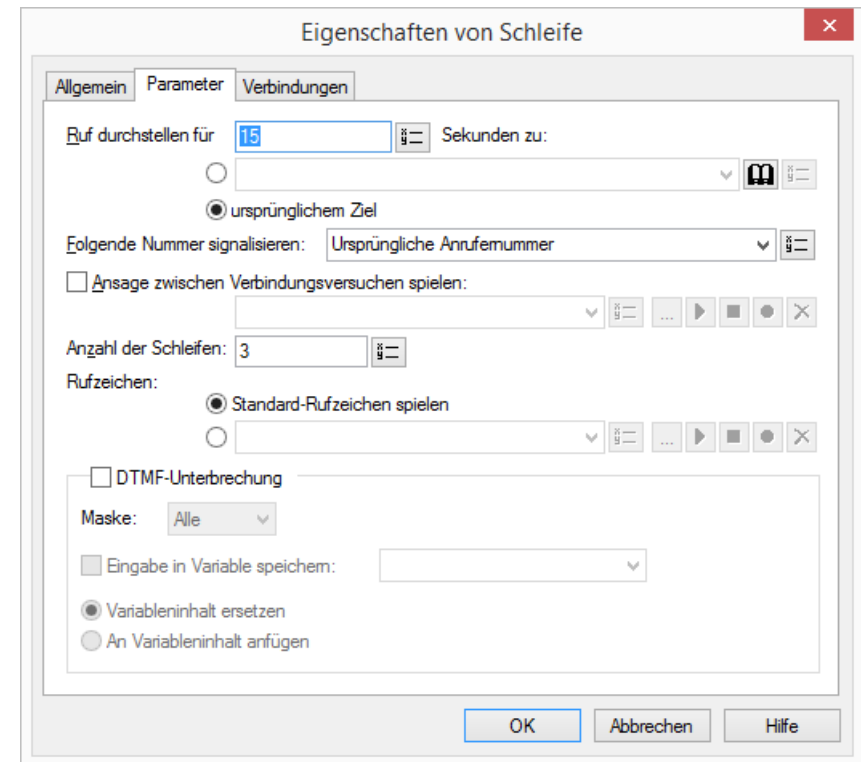 Eigenschaften von Schleife
Allgemein Parameter Verbindungen
Ruf durchstellen für 15 Sekunden zu:
ursprünglichem Ziel
Folgende Nummer signalisieren: Ursprüngliche Anrufernummer
Ansage zwischen Verbindungsversuchen spielen:
...
Anzahl der Schleifen: 3
Rufzeichen:
Standard-Rufzeichen spielen
...
DTMF-Unterbrechung
Maske: Alle
Eingabe in Variable speichern:
Variableninhalt ersetzen
An Variableninhalt anfügen
OK Abbrechen Hilfe